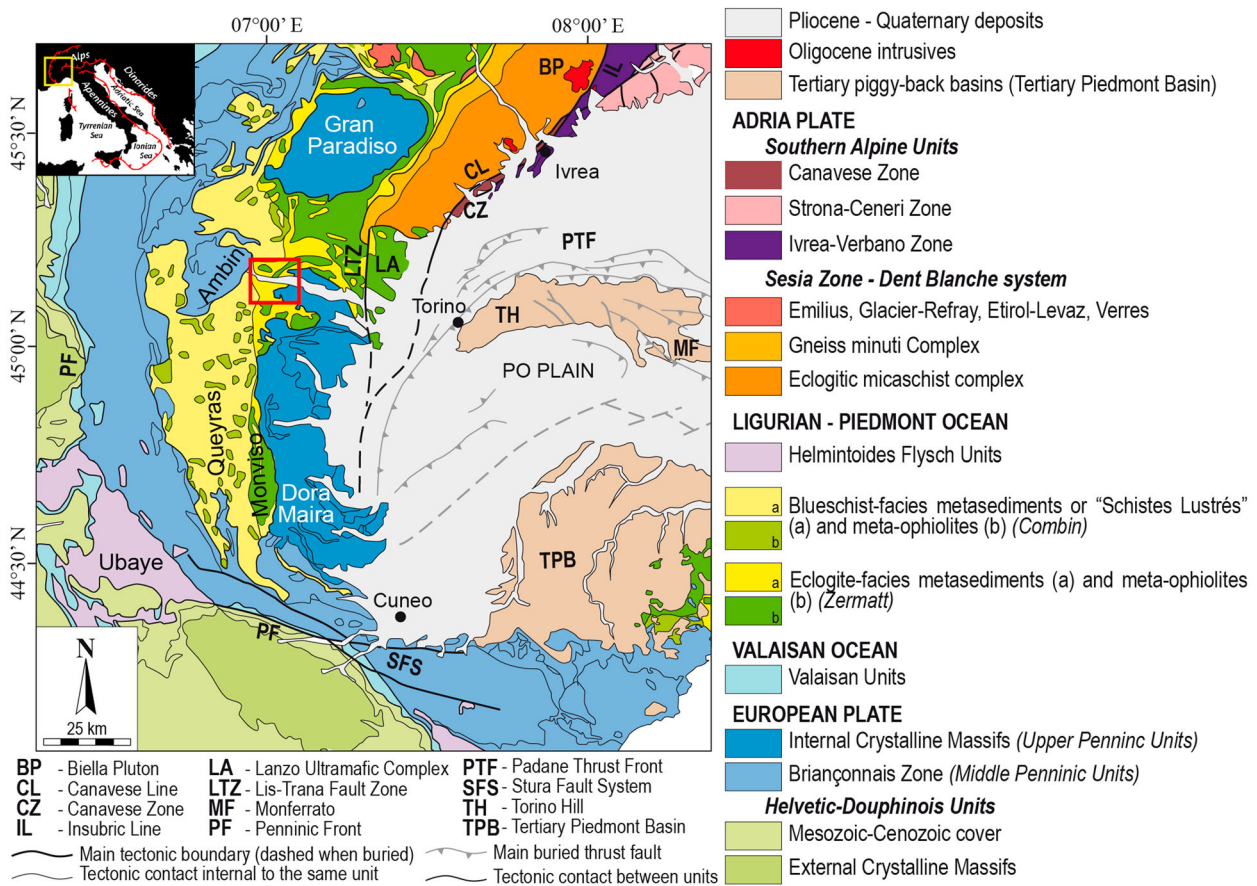 07°00' E
08°00' E
45°30' N
45°00' N
44°30' N
Alps
Dinarides
Adriatic Sea
Apennines
Tyrrenian
Sea
Ionian
Sea
Gran
Paradiso
BP
IL
CL
Ivrea
CZ
PTF
LTZ
LA
Ambin
Torino
TH
MF
PF
PO PLAIN
Queyras
Monviso
Dora
Maira
Ubaye
TPB
Cuneo
PF
SFS
N
25 km
Pliocene - Quaternary deposits
Oligocene intrusives
Tertiary piggy-back basins (Tertiary Piedmont Basin)
ADRIA PLATE
Southern Alpine Units
Canavese Zone
Strona-Ceneri Zone
Ivrea-Verbano Zone
Sesia Zone - Dent Blanche system
Emilius, Glacier-Refray, Etirol-Levaz, Verres
Gneiss minuti Complex
Eclogitic micaschist complex
LIGURIAN - PIEDMONT OCEAN
Helmintoides Flysch Units
a Blueschist-facies metasediments or “Schistes Lustrés”
b (a) and meta-ophiolites (b) (Combin)
a Eclogite-facies metasediments (a) and meta-ophiolites
b (b) (Zermatt)
VALAISAN OCEAN
Valaisan Units
EUROPEAN PLATE
Internal Crystalline Massifs (Upper Penninc Units)
Briançonnais Zone (Middle Penninic Units)
Helvetic-Douphinois Units
Mesozoic-Cenozoic cover
External Crystalline Massifs
BP - Biella Pluton
CL - Canavese Line
CZ - Canavese Zone
IL - Insubric Line
LA - Lanzo Ultramafic Complex
LTZ - Lis-Trana Fault Zone
MF - Monferrato
PF - Penninic Front
PTF - Padane Thrust Front
SFS - Stura Fault System
TH - Torino Hill
TPB - Tertiary Piedmont Basin
Main tectonic boundary (dashed when buried)
Tectonic contact internal to the same unit
Main buried thrust fault
Tectonic contact between units